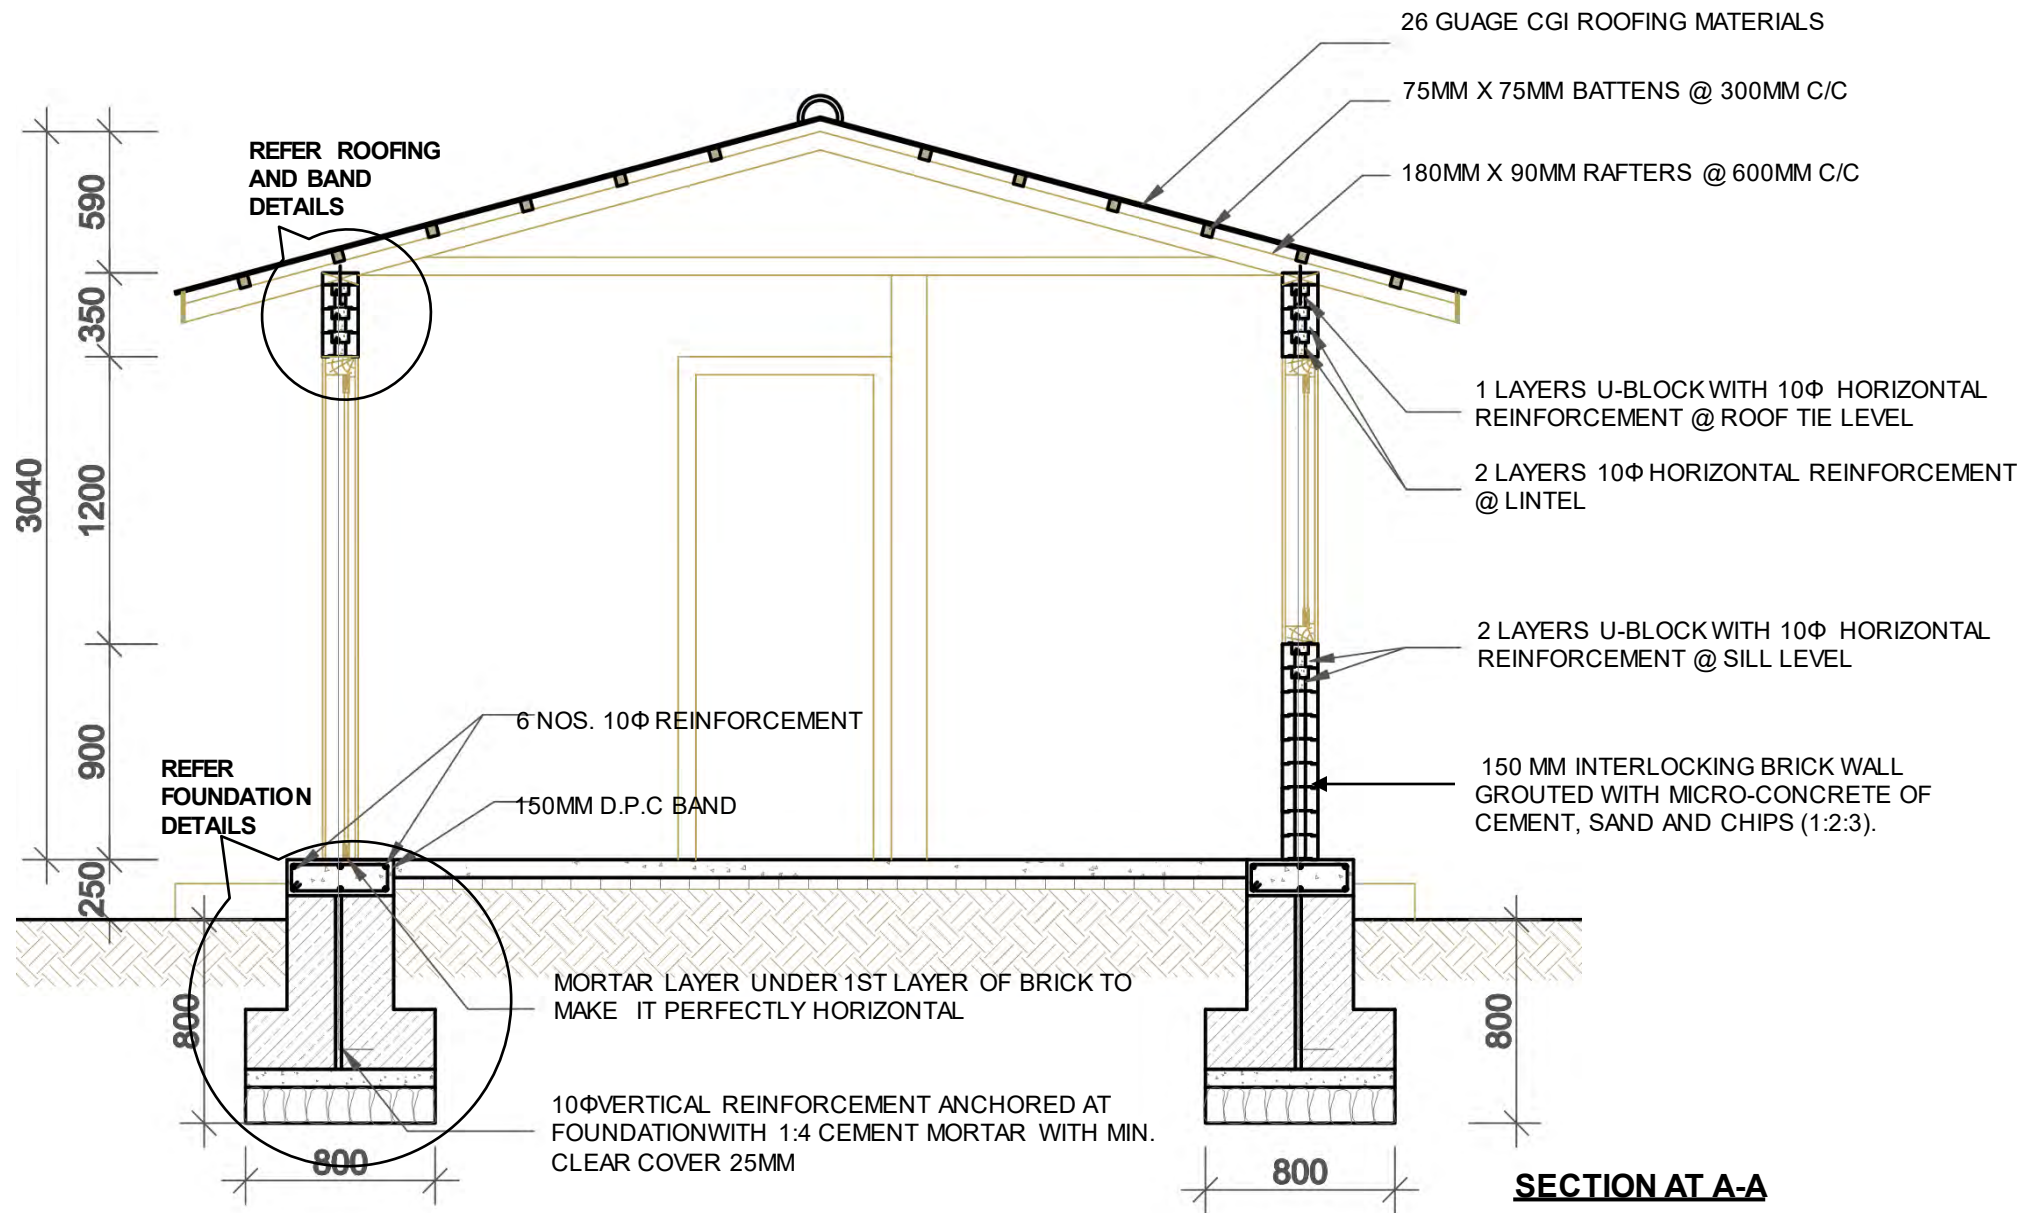 26 GUAGE CGI ROOFING MATERIALS
75MM X 75MM BATTENS @ 300MM C/C
180MM X 90MM RAFTERS @ 600MM C/C
REFER ROOFING
AND BAND
DETAILS
590
350
1200
3040
900
250
1 LAYERS U-BLOCK WITH 10Φ HORIZONTAL
REINFORCEMENT @ ROOF TIE LEVEL
2 LAYERS 10Φ HORIZONTAL REINFORCEMENT
@ LINTEL
2 LAYERS U-BLOCK WITH 10Φ HORIZONTAL
REINFORCEMENT @ SILL LEVEL
6 NOS. 10Φ REINFORCEMENT
150MM D.P.C BAND
REFER
FOUNDATION
DETAILS
150 MM INTERLOCKING BRICK WALL
GROUTED WITH MICRO-CONCRETE OF
CEMENT, SAND AND CHIPS (1:2:3).
MORTAR LAYER UNDER 1ST LAYER OF BRICK TO
MAKE IT PERFECTLY HORIZONTAL
800
800
10ΦVERTICAL REINFORCEMENT ANCHORED AT
FOUNDATIONWITH 1:4 CEMENT MORTAR WITH MIN.
CLEAR COVER 25MM
800
800
SECTION AT A-A